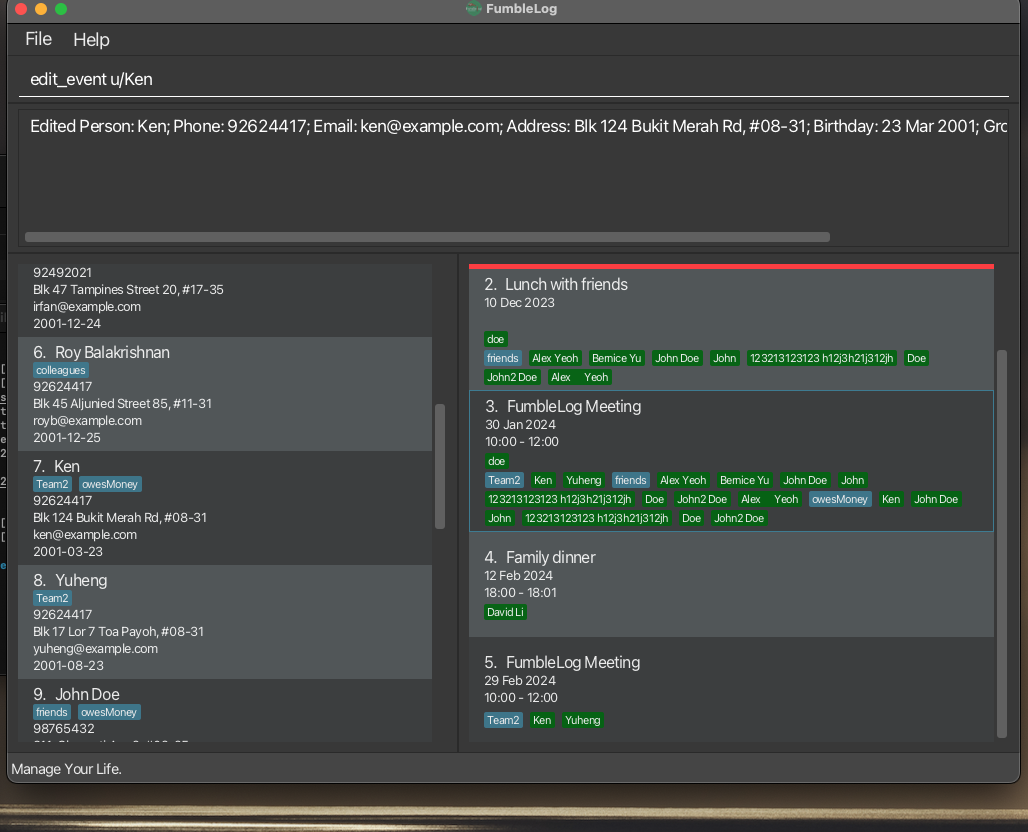 FumbleLog
File Help
edit_event u/Ken
Edited Person: Ken; Phone: 92624417; Email: ken@example.com; Address: Blk 124 Bukit Merah Rd, #08-31; Birthday: 23 Mar 2001; Gro
92492021
Blk 47 Tampines Street 20, #17-35
irfan@example.com
2001-12-24
6. Roy Balakrishnan
colleagues
92624417
Blk 45 Aljunied Street 85, #11-31
royb@example.com
2001-12-25
7. Ken
Team2 owesMoney
92624417
Blk 124 Bukit Merah Rd, #08-31
ken@example.com
2001-03-23
8. Yuheng
Team2
92624417
Blk 17 Lor 7 Toa Payoh, #08-31
yuheng@example.com
2001-08-23
9. John Doe
friends owesMoney
98765432
2. Lunch with friends
10 Dec 2023
doe
friends Alex Yeoh Bernice Yu John Doe John 123213123123 h12j3h21j312jh Doe
John2 Doe Alex Yeoh
3. FumbleLog Meeting
30 Jan 2024
10:00 - 12:00
doe
Team2 Ken Yuheng friends Alex Yeoh Bernice Yu John Doe John
123213123123 h12j3h21j312jh Doe John2 Doe Alex Yeoh owesMoney Ken John Doe
John 123213123123 h12j3h21j312jh Doe John2 Doe
4. Family dinner
12 Feb 2024
18:00 - 18:01
David Li
5. FumbleLog Meeting
29 Feb 2024
10:00 - 12:00
Team2 Ken Yuheng
Manage Your Life.